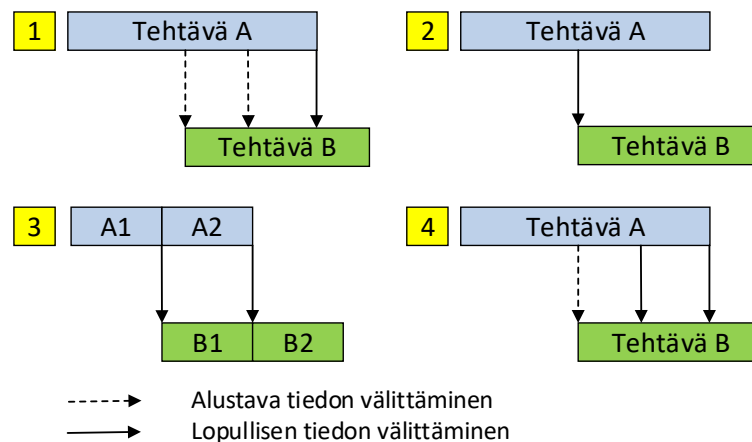 1
Tehtävä A
Tehtävä B
2
Tehtävä A
Tehtävä B
3
A1
A2
B1
B2
4
Tehtävä A
Tehtävä B
Alustava tiedon välittäminen
Lopullisen tiedon välittäminen